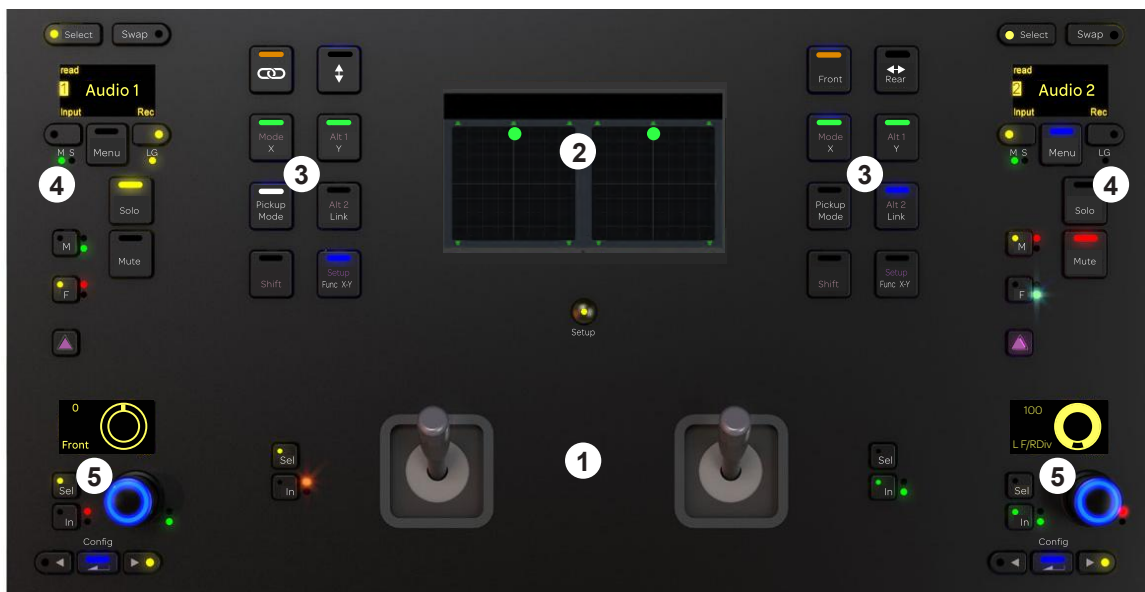 Select Swap
read
1 Audio 1
Input Rec
M S Menu LG
4
Solo
M
Mute
F
0
Front
5
Sel
In
Config
Mode
X
Alt 1
Y
3
Pickup
Mode
Alt 2
Link
Shift
Setup
Func X-Y
2
Setup
Sel
In
1
Sel
In
Front
Rear
Mode
X
Alt 1
Y
3
Pickup
Mode
Alt 2
Link
Shift
Setup
Func X-Y
Select Swap
read
2 Audio 2
Input Rec
M S Menu LG
4
Solo
M
Mute
F
100
L F/RDiv
5
Sel
In
Config